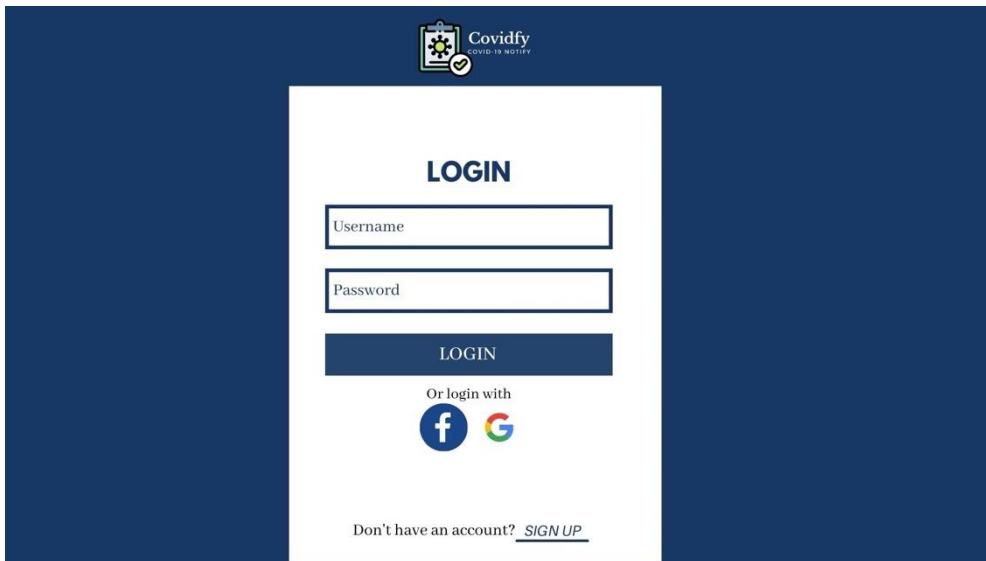 Covidfy
COVID-19 NOTIFY
LOGIN
Username
Password
LOGIN
Or login with
Don't have an account? SIGN UP